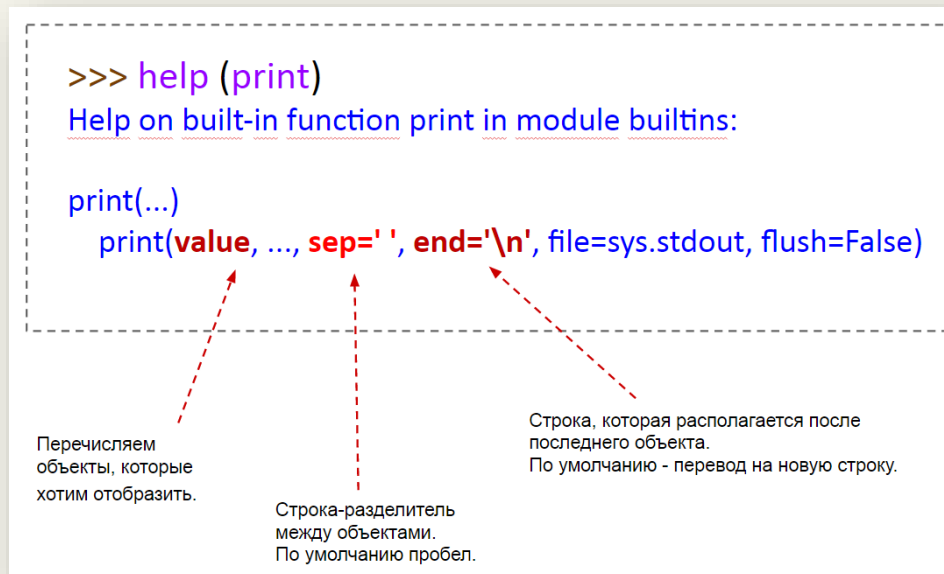 >>> help (print)
Help on built-in function print in module builtins:
print(...)
print(value, ..., sep=' ', end='\n', file=sys.stdout, flush=False)
Перечисляем
объекты, которые
хотим отобразить.
Строка-разделитель
между объектами.
По умолчанию пробел.
Строка, которая располагается после
последнего объекта.
По умолчанию - перевод на новую строку.